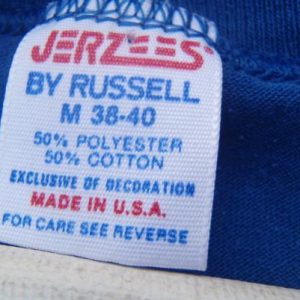 JERZEES
BY RUSSELL
M 38-40
50% POLYESTER
50% COTTON
EXCLUSIVE OF DECORATION
MADE IN U.S.A.
FOR CARE SEE REVERSE